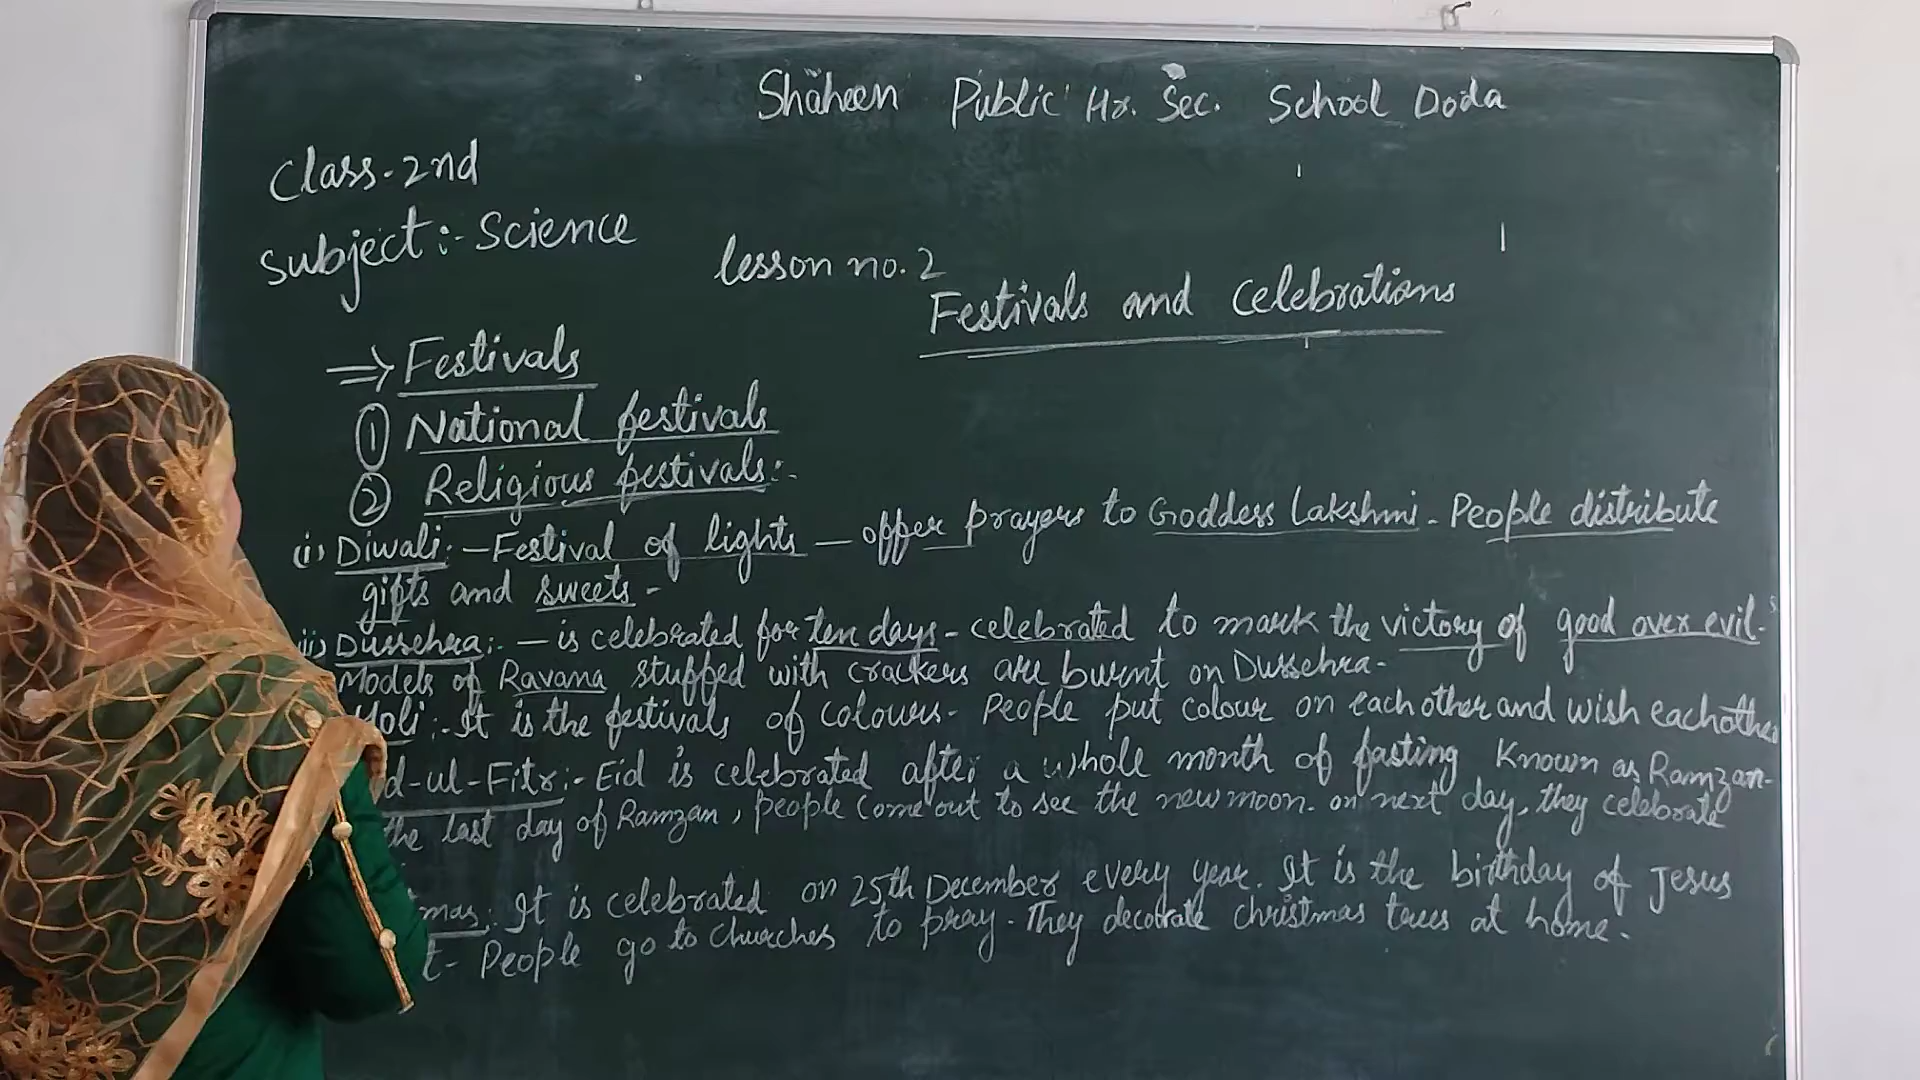 Shaheen Public Hr. Sec. School Doda
Class-2nd
Subject:- Science
lesson no. 2
Festivals and Celebrations
⇒ Festivals
① National festivals
② Religious festivals:-
(i) Diwali:- Festival of lights - offer prayers to Goddess Lakshmi. People distribute
gifts and sweets -
ii) Dussehra:- is celebrated for ten days- celebrated to mark the victory of good over evil.
Models of Ravana stuffed with crackers are burnt on Dussehra-
Holi:- It is the festivals of colours- People put colour on each other and wish eachother
d-ul-Fitr:- Eid is celebrated after a whole month of fasting Known as Ramzan-
the last day of Ramzan, people come out to see the new moon. on next day, they celebrate
mas: It is celebrated on 25th December every year. It is the birthday of Jesus
t- People go to churches to pray. They decorate christmas trees at home.